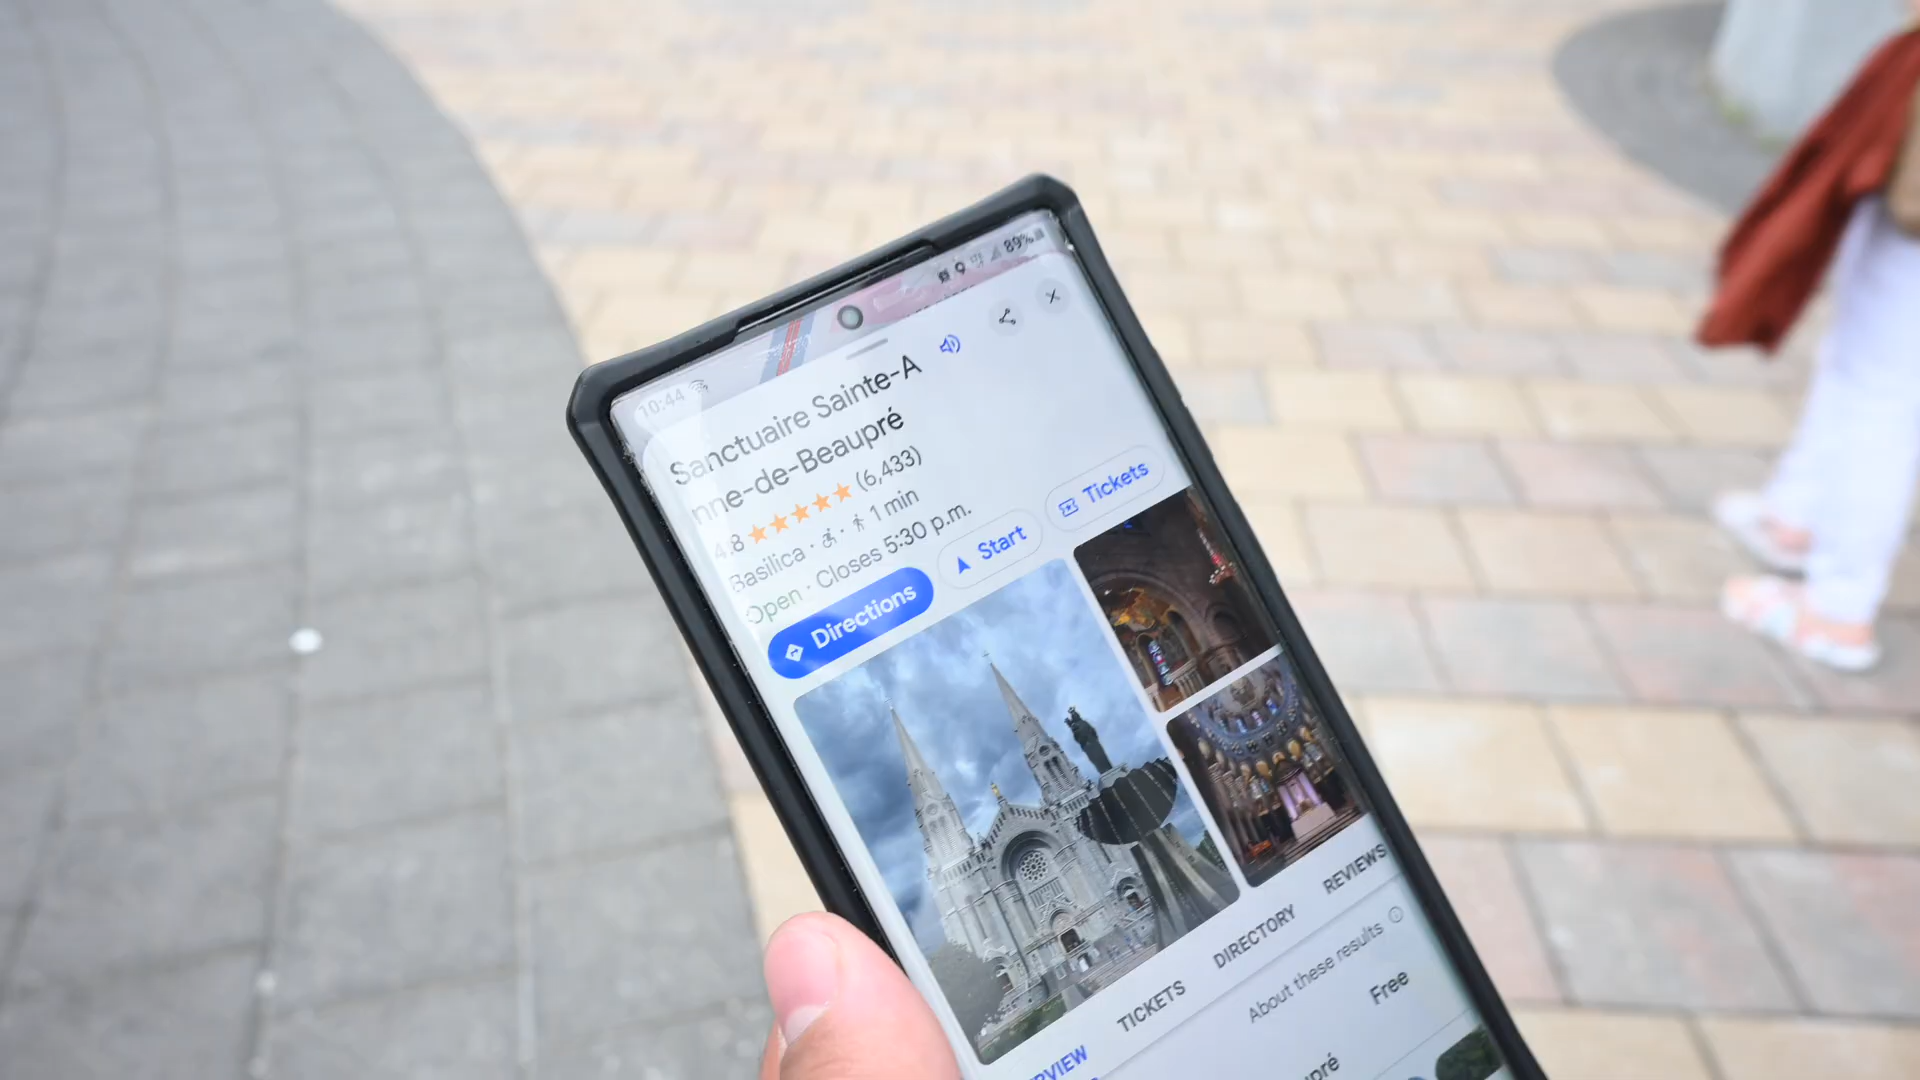 10:44
89%
Sanctuaire Sainte-A
nne-de-Beaupré
4.8 (6,433)
Basilica · · 1 min
Open · Closes 5:30 p.m.
Directions
Start
Tickets
RVIEW
TICKETS
DIRECTORY
REVIEWS
About these results
Free
pré